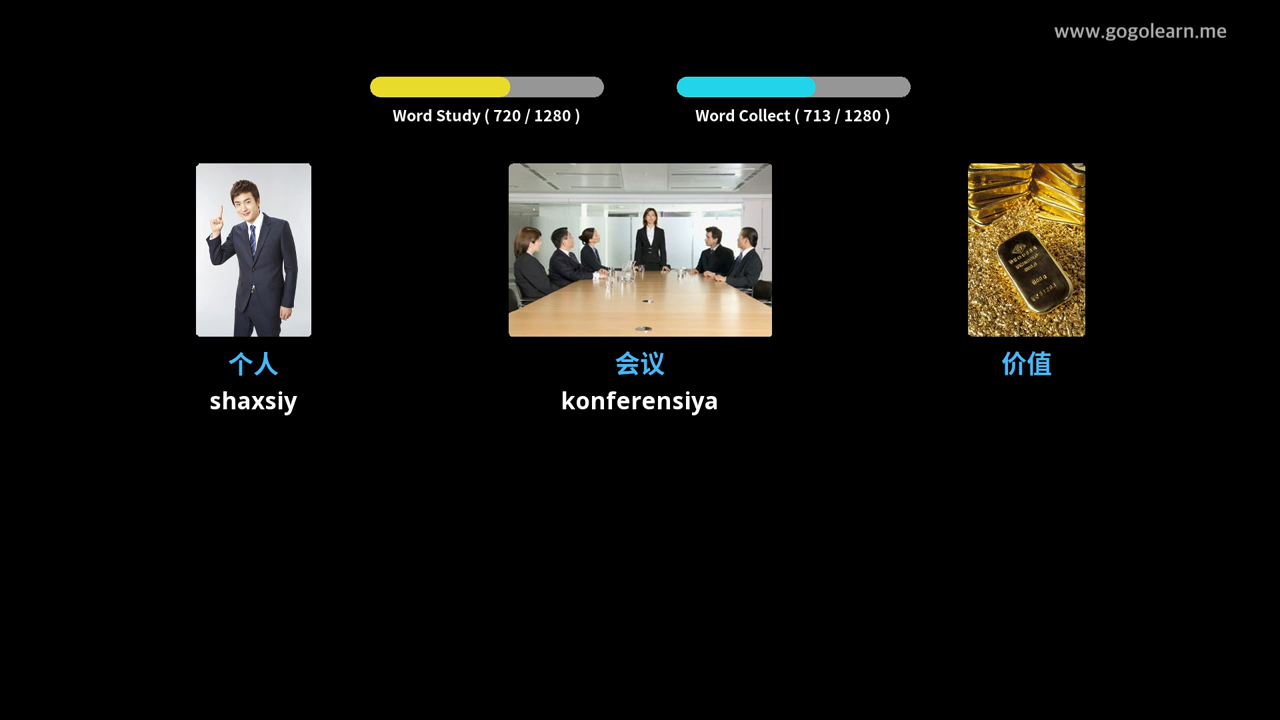 www.gogolearn.me
Word Study ( 720 / 1280 )
Word Collect ( 713 / 1280 )
个人
会议
价值
shaxsiy
konferensiya